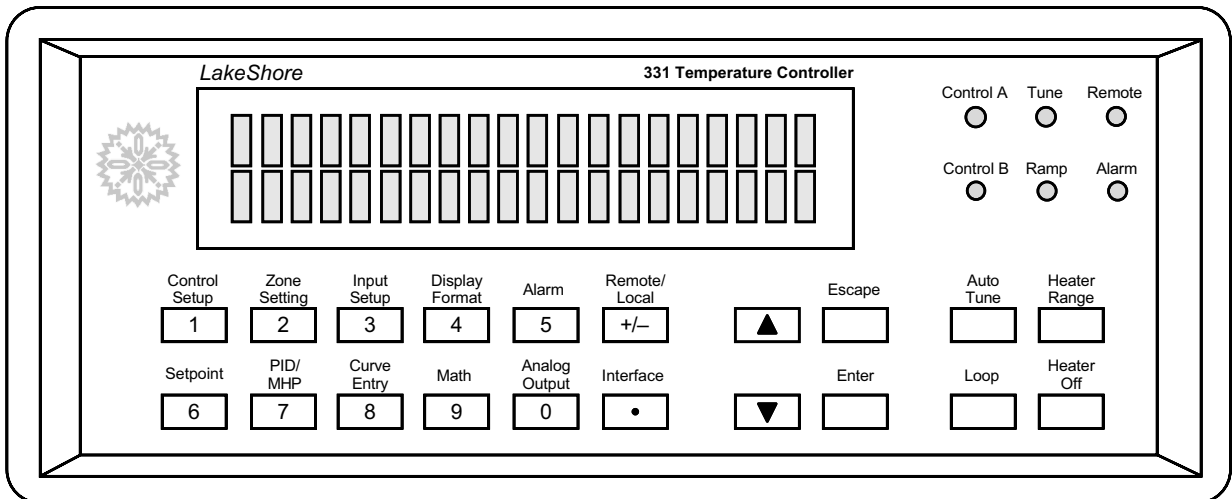 LakeShore 331 Temperature Controller
Control A Tune Remote
Control B Ramp Alarm
Control Setup
Zone Setting
Input Setup
Display Format
Alarm
Remote/ Local
Escape
Auto Tune
Heater Range
1 2 3 4 5 +/– ▲
Setpoint
PID/ MHP
Curve Entry
Math
Analog Output
Interface
Enter
Loop
Heater Off
6 7 8 9 0 • ▼